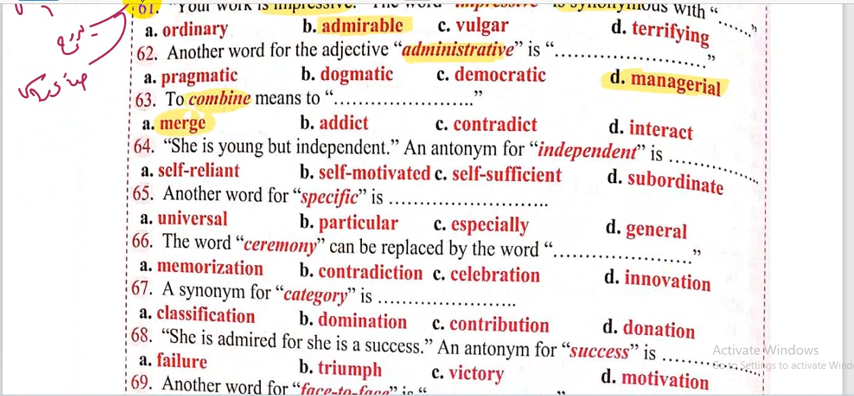 61. "Your work is impressive." The word "impressive" is synonymous with "......."
a. ordinary b. admirable c. vulgar d. terrifying
62. Another word for the adjective "administrative" is "........................"
a. pragmatic b. dogmatic c. democratic d. managerial
63. To combine means to "........................"
a. merge b. addict c. contradict d. interact
64. "She is young but independent." An antonym for "independent" is ..................
a. self-reliant b. self-motivated c. self-sufficient d. subordinate
65. Another word for "specific" is ............................
a. universal b. particular c. especially d. general
66. The word "ceremony" can be replaced by the word "........................"
a. memorization b. contradiction c. celebration d. innovation
67. A synonym for "category" is ........................
a. classification b. domination c. contribution d. donation
68. "She is admired for she is a success." An antonym for "success" is ..................
a. failure b. triumph c. victory d. motivation
69. Another word for "face-to-face" is "
Activate Windows
Go to Settings to activate Wind